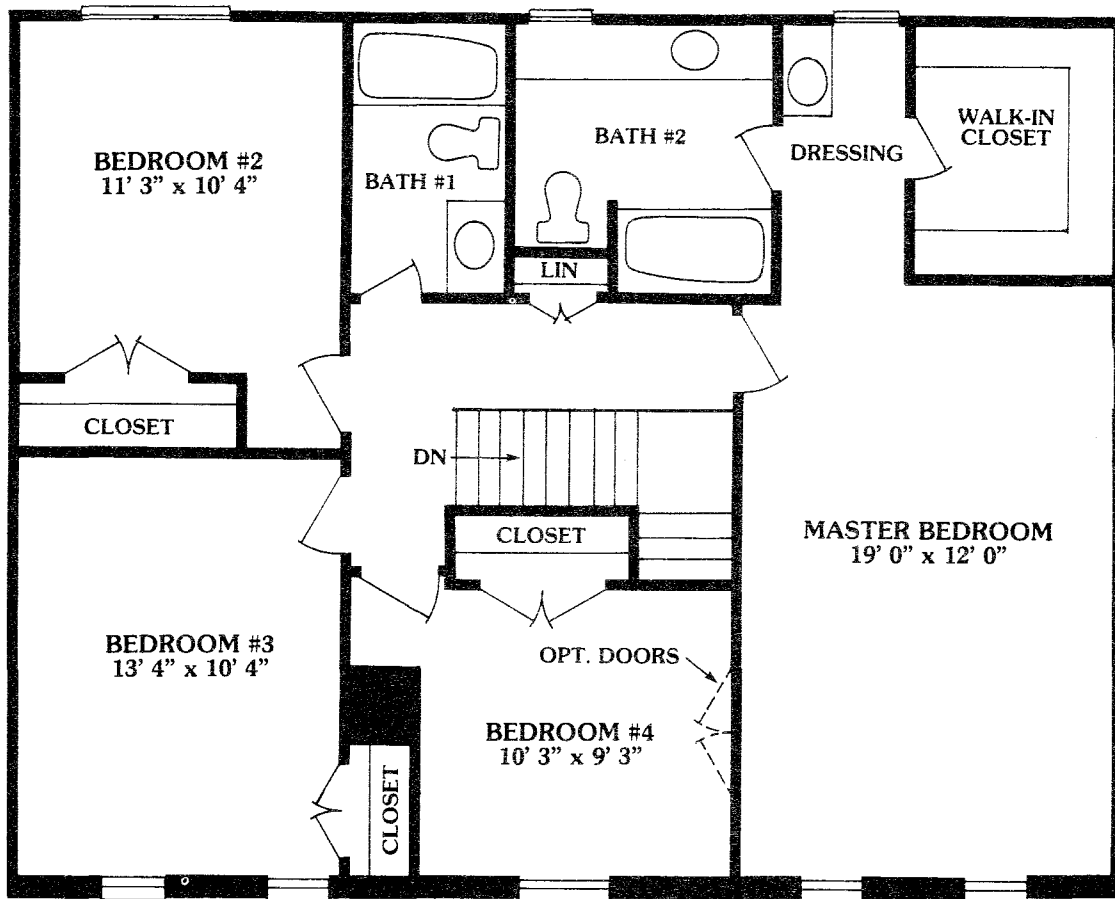 BEDROOM #2
11' 3" x 10' 4"
BATH #1
BATH #2
DRESSING
WALK-IN
CLOSET
LIN
CLOSET
DN
CLOSET
MASTER BEDROOM
19' 0" x 12' 0"
BEDROOM #3
13' 4" x 10' 4"
OPT. DOORS
BEDROOM #4
10' 3" x 9' 3"
CLOSET